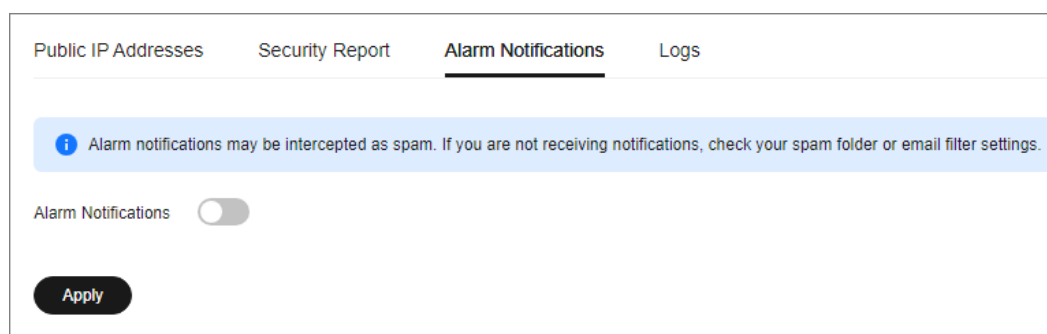 Public IP Addresses Security Report Alarm Notifications Logs
Alarm notifications may be intercepted as spam. If you are not receiving notifications, check your spam folder or email filter settings.
Alarm Notifications
Apply